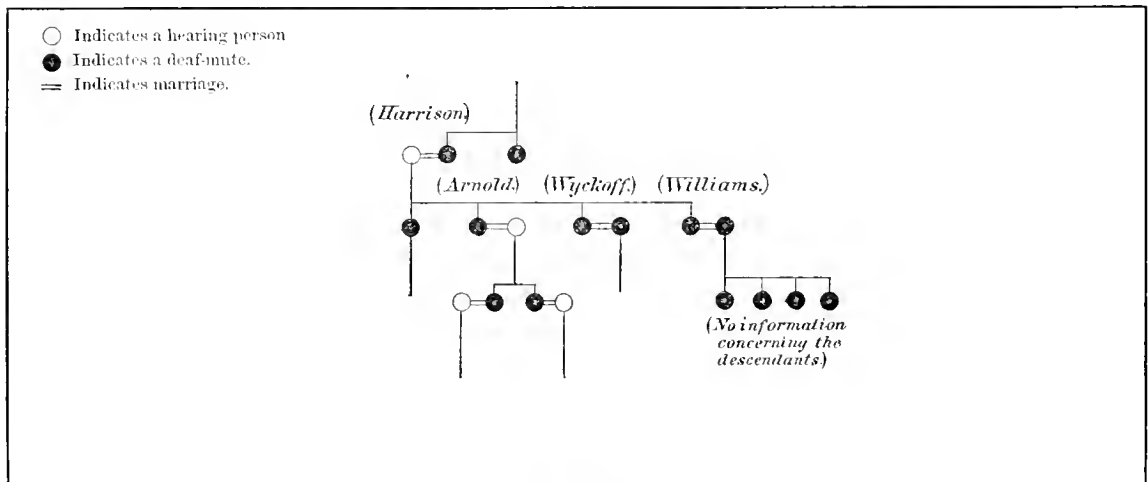 Indicates a hearing person
Indicates a deaf-mute.
Indicates marriage.
(Harrison)
(Arnold.) (Wyckoff.) (Williams.)
(No information
concerning the
descendants.)